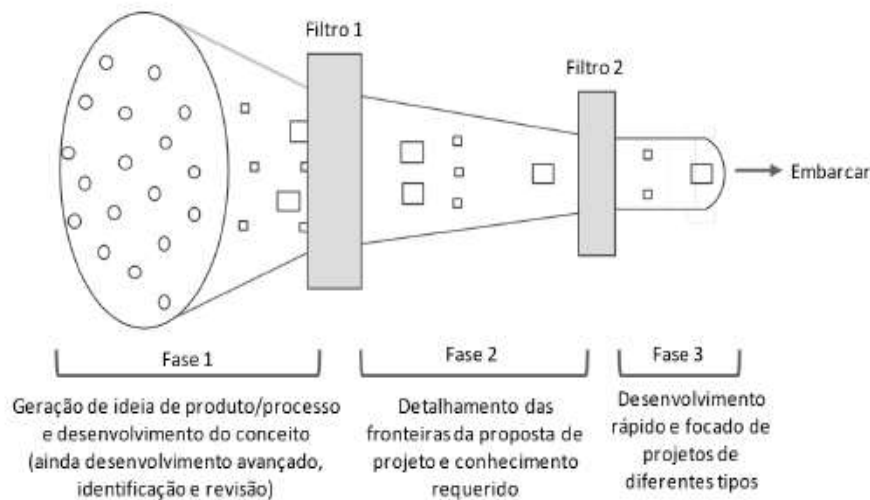 Filtro 1
Filtro 2
Embarcar
Fase 1
Geração de ideia de produto/processo
e desenvolvimento do conceito
(ainda desenvolvimento avançado,
identificação e revisão)
Fase 2
Detalhamento das
fronteiras da proposta de
projeto e conhecimento
requerido
Fase 3
Desenvolvimento
rápido e focado de
projetos de
diferentes tipos